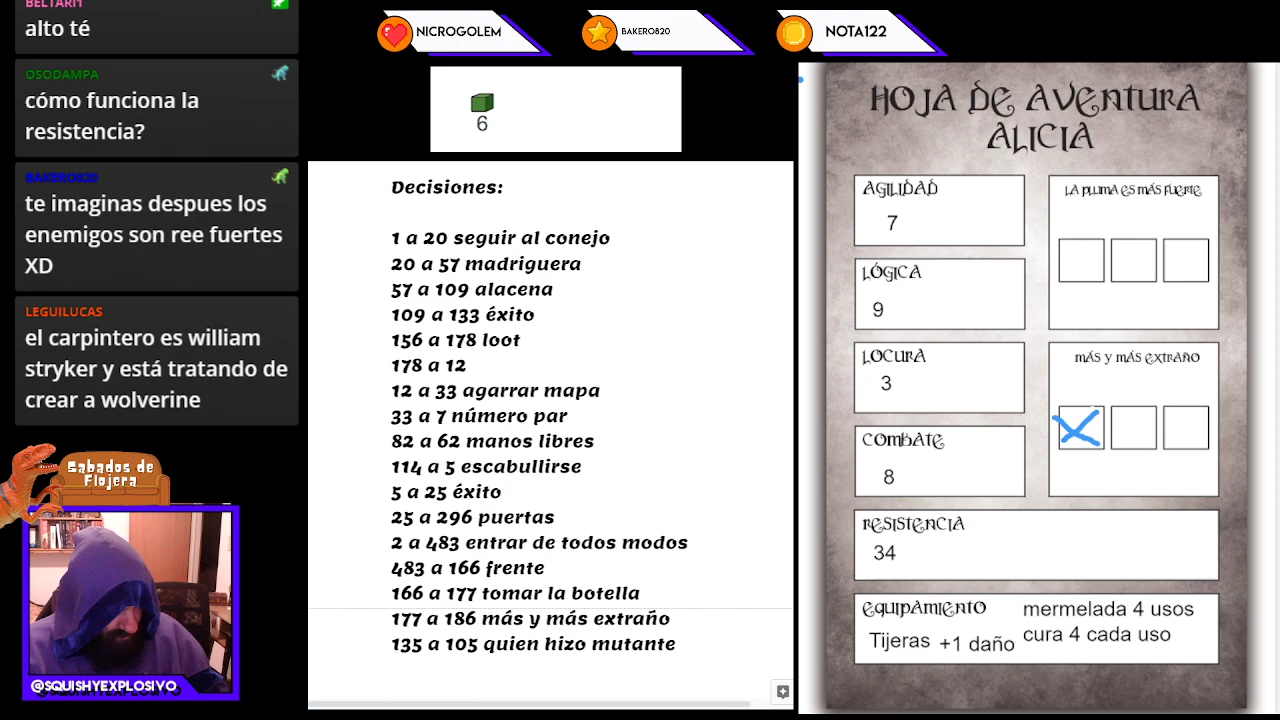 BELTARI1
alto té
OSODAMPA
cómo funciona la
resistencia?
BAKERO820
te imaginas despues los
enemigos son ree fuertes
XD
LEGUILUCAS
el carpintero es william
stryker y está tratando de
crear a wolverine
Sabados de
Flojera
@SQUISHYEXPLOSIVO
NICROGOLEM
BAKERO820
NOTA122
6
Decisiones:
1 a 20 seguir al conejo
20 a 57 madriguera
57 a 109 alacena
109 a 133 éxito
156 a 178 loot
178 a 12
12 a 33 agarrar mapa
33 a 7 número par
82 a 62 manos libres
114 a 5 escabullirse
5 a 25 éxito
25 a 296 puertas
2 a 483 entrar de todos modos
483 a 166 frente
166 a 177 tomar la botella
177 a 186 más y más extraño
135 a 105 quien hizo mutante
HOJA DE AVENTURA
ALICIA
AGILIDAD
7
LÓGICA
9
LOCURA
3
COMBATE
8
LA PLUMA ES MÁS FUERTE
MÁS Y MÁS EXTRAÑO
RESISTENCIA
34
EQUIPAMIENTO
Tijeras +1 daño
mermelada 4 usos
cura 4 cada uso